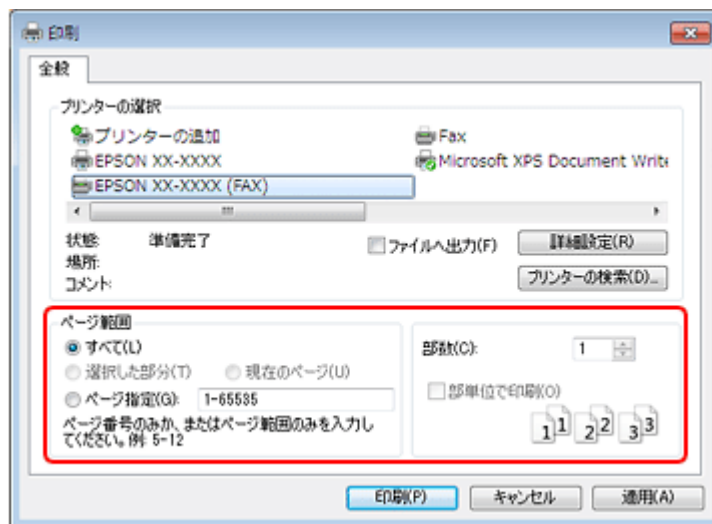 印刷
全般
プリンターの選択
プリンターの追加
Fax
EPSON XX-XXXX
Microsoft XPS Document Write
EPSON XX-XXXX (FAX)
状態: 準備完了
場所:
コメント:
ファイルへ出力(F)
詳細設定(R)
プリンターの検索(D)...
ページ範囲
すべて(L)
選択した部分(T)
現在のページ(U)
ページ指定(G): 1-65535
ページ番号のみか、またはページ範囲のみを入力し
てください。例: 5-12
部数(C): 1
部単位で印刷(O)
1 1 2 2 3 3
印刷(P)
キャンセル
適用(A)